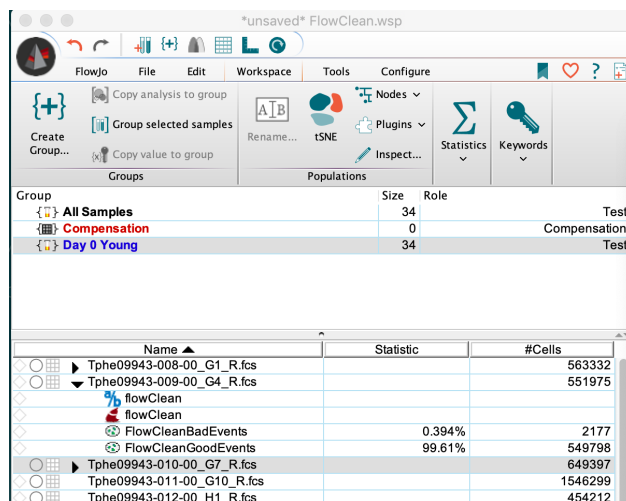 *unsaved* FlowClean.wsp
FlowJo File Edit Workspace Tools Configure
Create Group...
Copy analysis to group
Group selected samples
Copy value to group
Groups
Rename...
tSNE
Nodes
Plugins
Inspect...
Populations
Statistics
Keywords
Group Size Role
All Samples 34 Test
Compensation 0 Compensation
Day 0 Young 34 Test
Name Statistic #Cells
Tphe09943-008-00_G1_R.fcs 563332
Tphe09943-009-00_G4_R.fcs 551975
flowClean
flowClean
FlowCleanBadEvents 0.394% 2177
FlowCleanGoodEvents 99.61% 549798
Tphe09943-010-00_G7_R.fcs 649397
Tphe09943-011-00_G10_R.fcs 1546299
Tphe09943-012-00_H1_R.fcs 454212